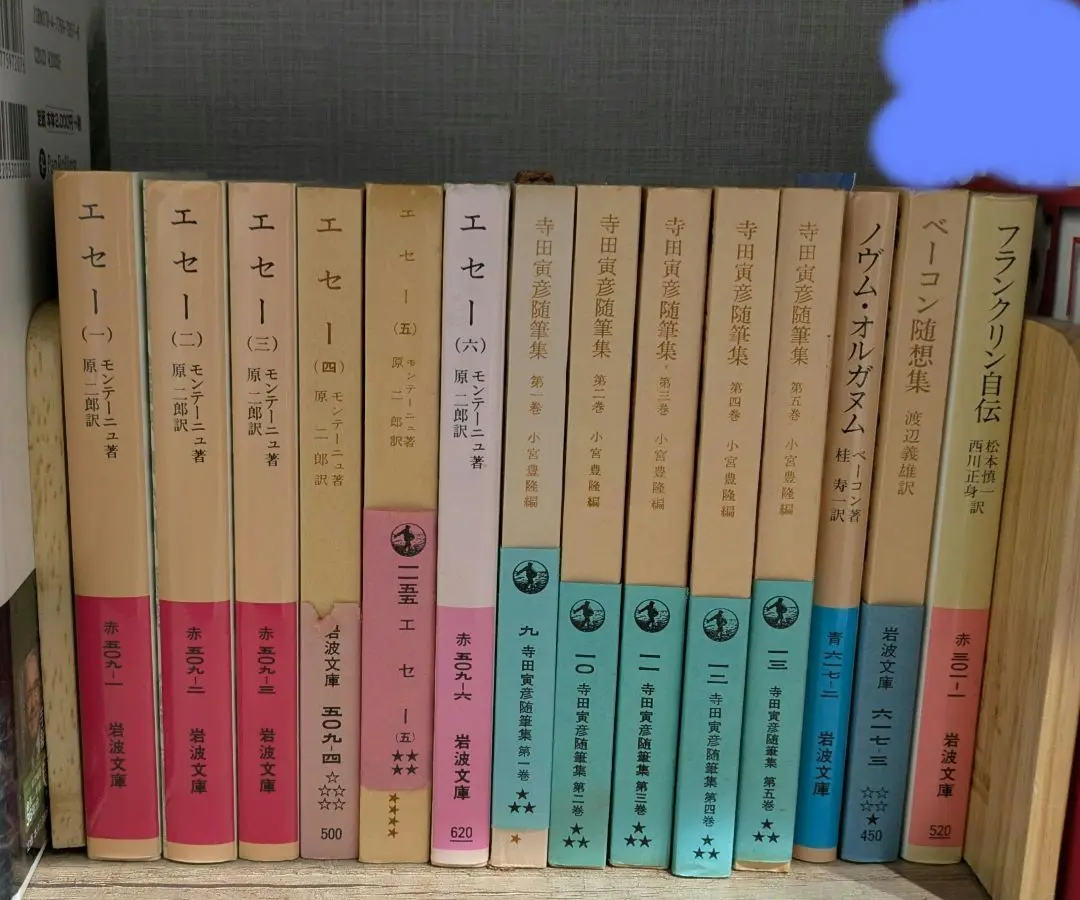 定価 本体2,000円+税
PanRolling
エセー(一)
モンテーニュ著
原二郎訳
赤五〇九-一
岩波文庫
エセー(二)
モンテーニュ著
原二郎訳
赤五〇九-二
岩波文庫
エセー(三)
モンテーニュ著
原二郎訳
赤五〇九-三
岩波文庫
エセー(四)
モンテーニュ著
原二郎訳
岩波文庫
五〇九-四
☆☆☆☆☆
500
エセー(五)
モンテーニュ著
原二郎訳
一二五五
エセー(五)
★★★★
★★★★
エセー(六)
モンテーニュ著
原二郎訳
赤五〇九-六
岩波文庫
620
寺田寅彦随筆集 第一巻 小宮豊隆編
九 寺田寅彦随筆集 第一巻
★★★
★
寺田寅彦随筆集 第二巻 小宮豊隆編
一〇 寺田寅彦随筆集 第二巻
★★★
寺田寅彦随筆集 第三巻 小宮豊隆編
一一 寺田寅彦随筆集 第三巻
★★★
寺田寅彦随筆集 第四巻 小宮豊隆編
一二 寺田寅彦随筆集 第四巻
★★★
寺田寅彦随筆集 第五巻 小宮豊隆編
一三 寺田寅彦随筆集 第五巻
★★★
ノヴム・オルガヌム
ベーコン著
桂寿一訳
青六一七-二
岩波文庫
ベーコン随想集 渡辺義雄訳
岩波文庫
六一七-三
☆☆☆☆★
450
フランクリン自伝
松本慎一
西川正身訳
赤三〇一-一
岩波文庫
520